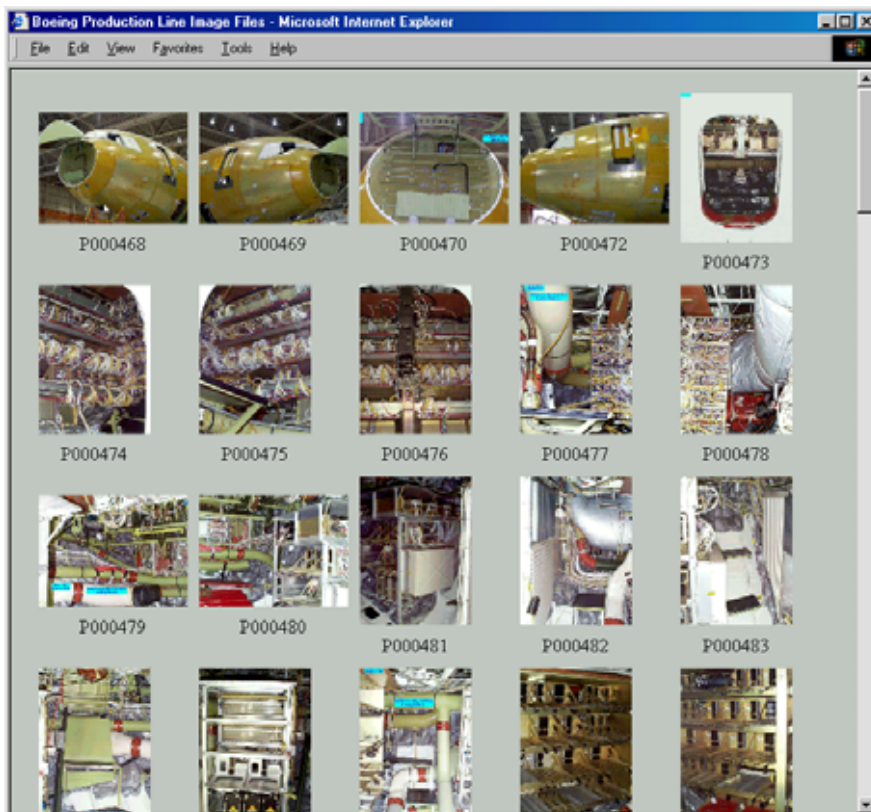 Boeing Production Line Image Files - Microsoft Internet Explorer
File Edit View Favorites Tools Help
P000468 P000469 P000470 P000472 P000473
P000474 P000475 P000476 P000477 P000478
P000479 P000480 P000481 P000482 P000483